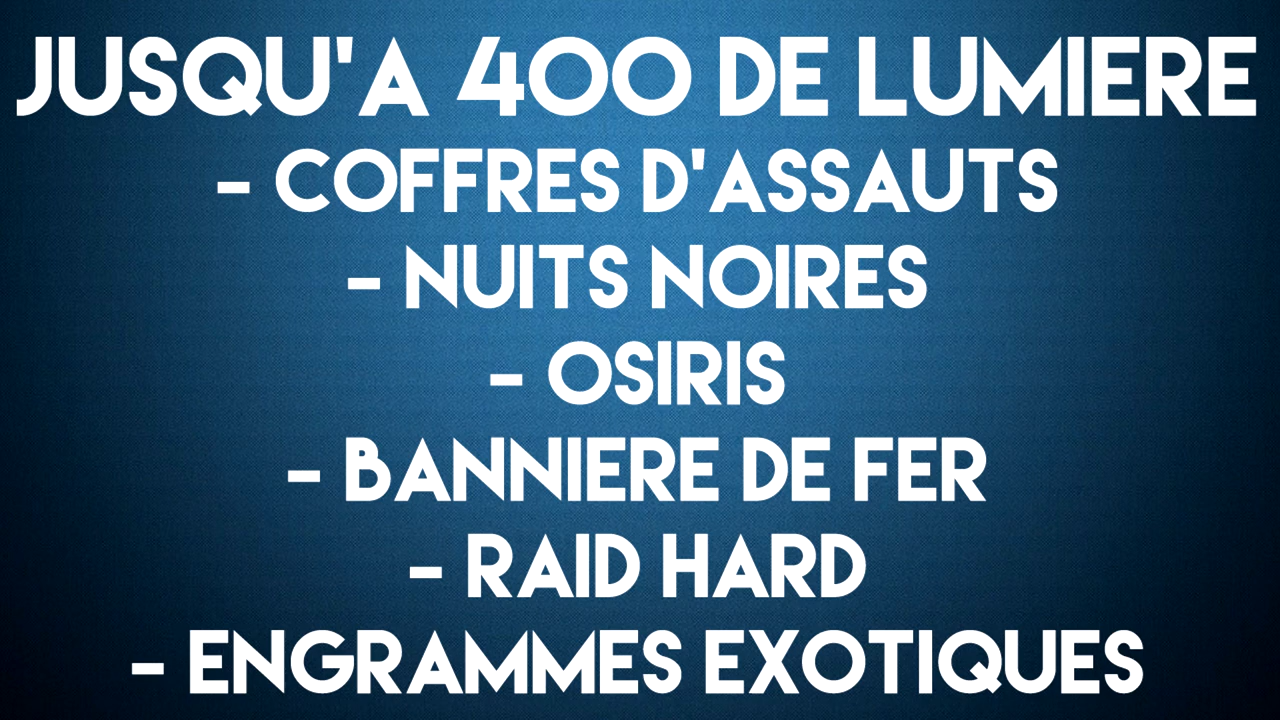 JUSQU'A 400 DE LUMIERE
- COFFRES D'ASSAUTS
- NUITS NOIRES
- OSIRIS
- BANNIERE DE FER
- RAID HARD
- ENGRAMMES EXOTIQUES